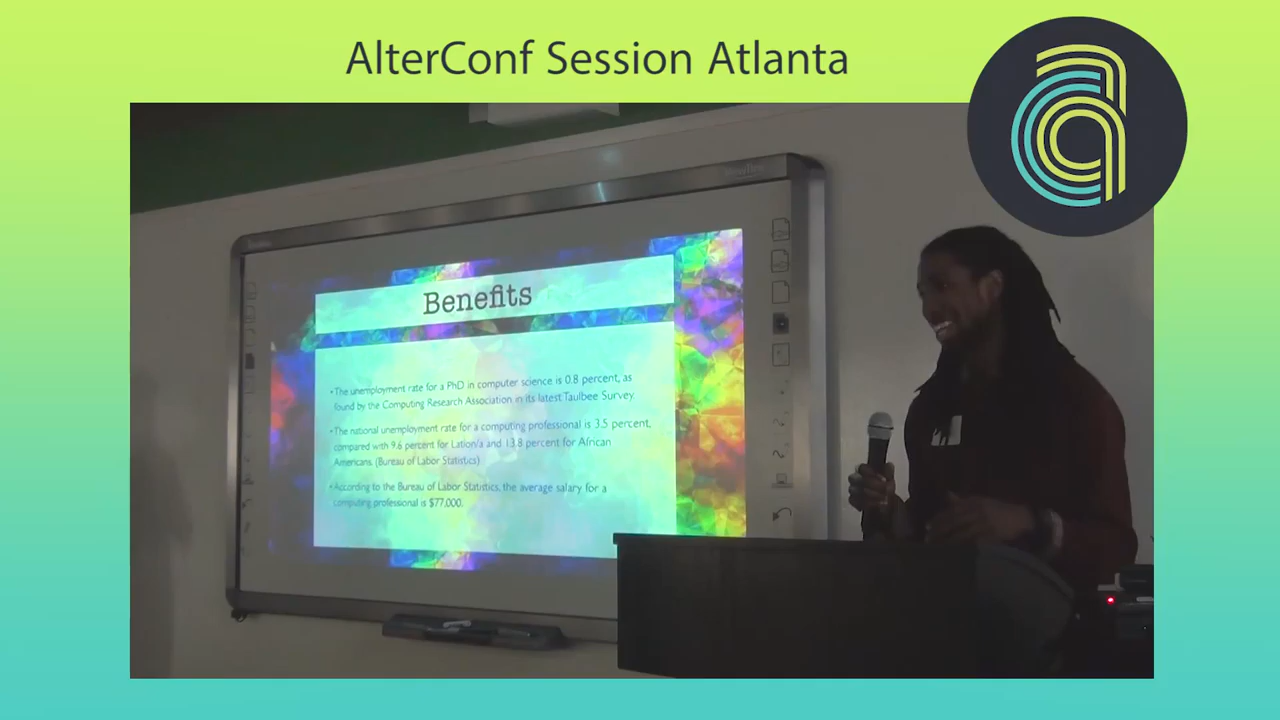 AlterConf Session Atlanta
Benefits
•The unemployment rate for a PhD in computer science is 0.8 percent, as
found by the Computing Research Association in its latest Taulbee Survey
•The national unemployment rate for a computing professional is 3.5 percent,
compared with 9.6 percent for Lation/a and 13.8 percent for African
Americans. (Bureau of Labor Statistics)
•According to the Bureau of Labor Statistics, the average salary for a
computing professional is $77,000.